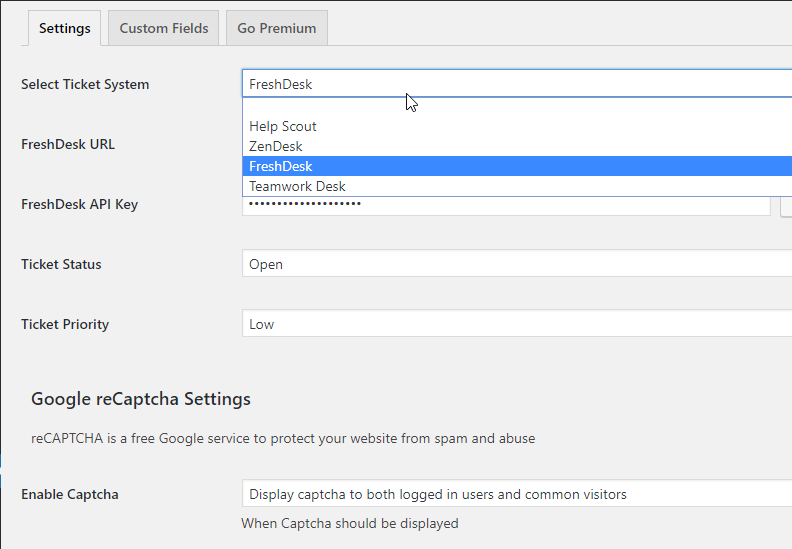 Settings Custom Fields Go Premium
Select Ticket System FreshDesk
Help Scout
FreshDesk URL
ZenDesk
FreshDesk
Teamwork Desk
FreshDesk API Key ••••••••••••••••••••
Ticket Status Open
Ticket Priority Low
Google reCaptcha Settings
reCAPTCHA is a free Google service to protect your website from spam and abuse
Enable Captcha Display captcha to both logged in users and common visitors
When Captcha should be displayed